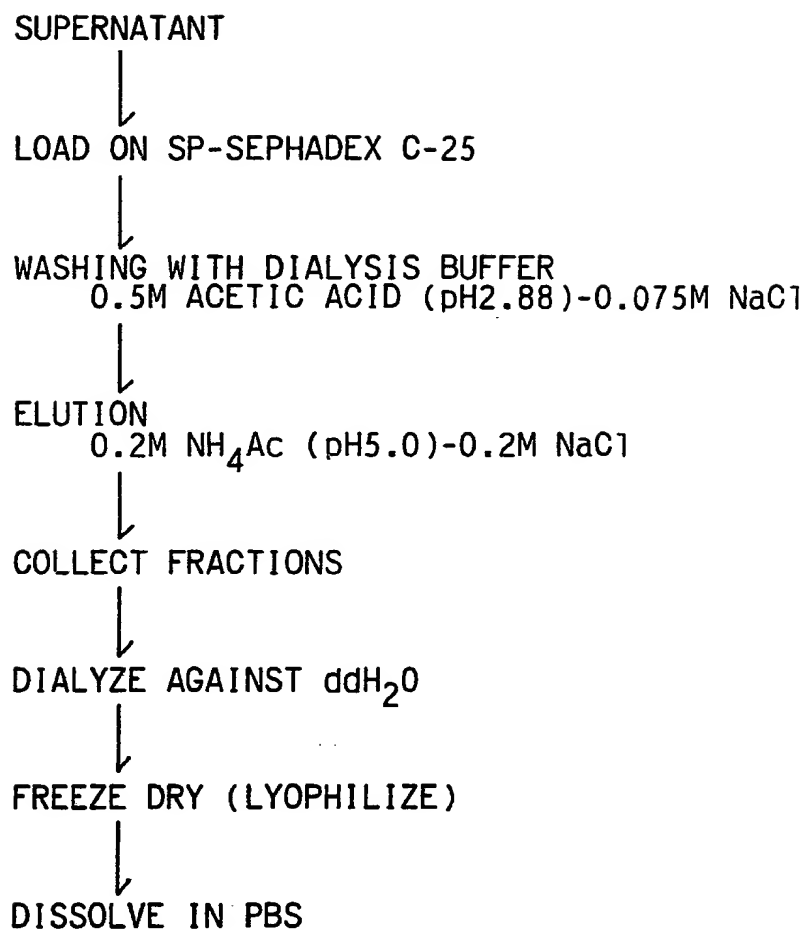 SUPERNATANT
LOAD ON SP-SEPHADEX C-25
WASHING WITH DIALYSIS BUFFER
0.5M ACETIC ACID (pH2.88)-0.075M NaCl
ELUTION
0.2M NH₄Ac (pH5.0)-0.2M NaCl
COLLECT FRACTIONS
DIALYZE AGAINST ddH₂O
FREEZE DRY (LYOPHILIZE)
DISSOLVE IN PBS